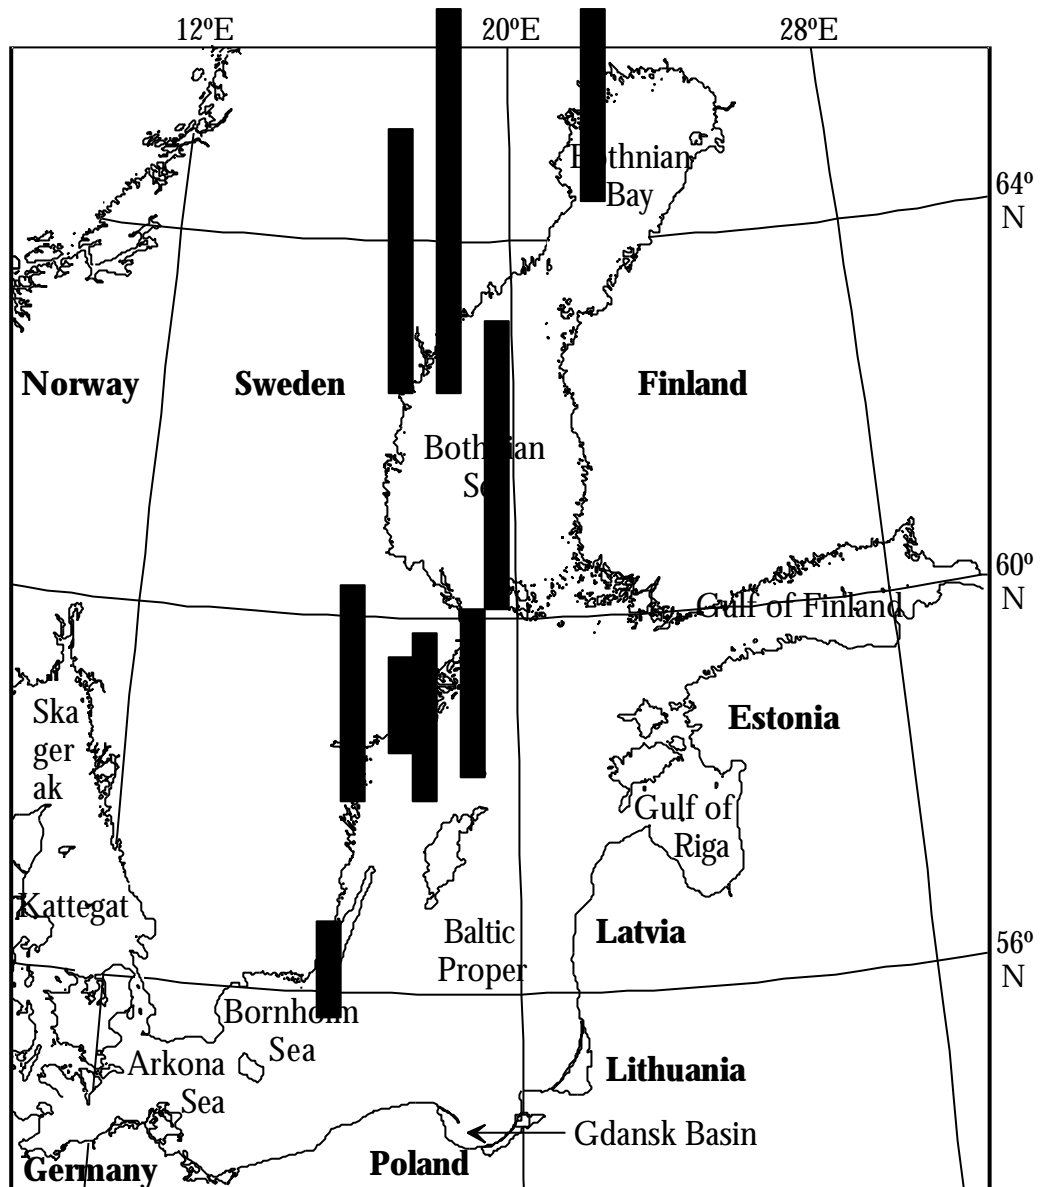 12ºE
20ºE
28ºE
Bothnian
Bay
64º
N
Norway
Sweden
Finland
Bothnian
Sea
60º
N
Gulf of Finland
Ska
ger
ak
Estonia
Gulf of
Riga
Kattegat
Baltic
Proper
Latvia
56º
N
Bornholm
Sea
Arkona
Sea
Lithuania
Gdansk Basin
Germany
Poland